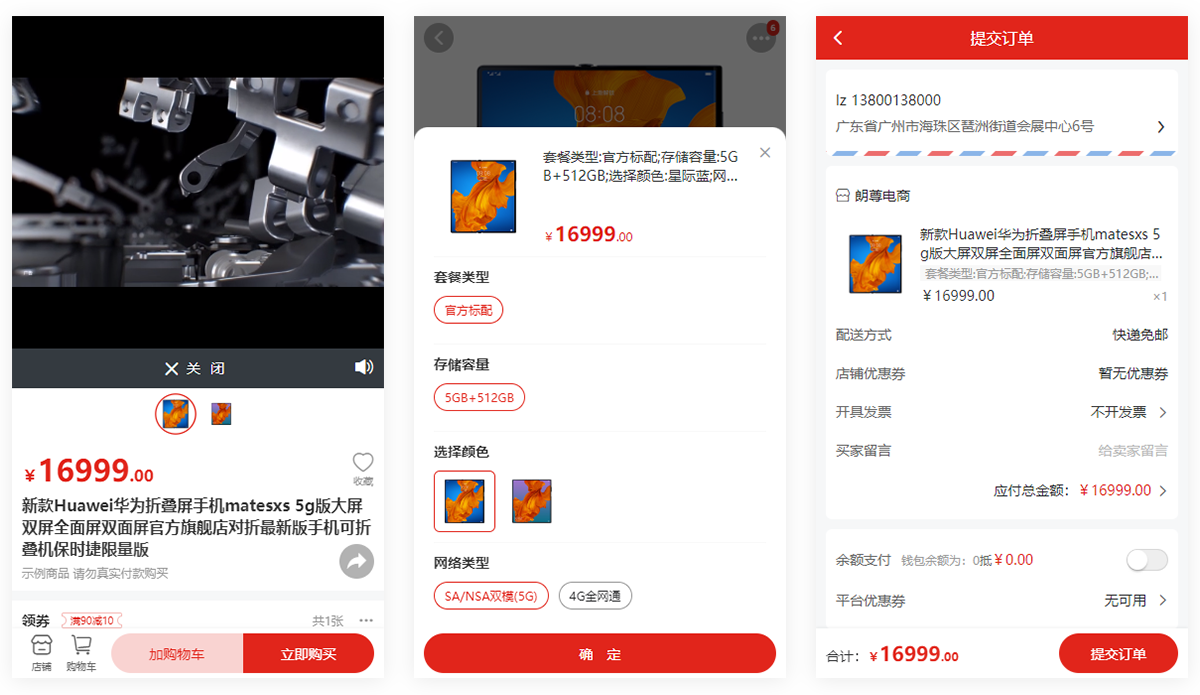 关 闭
¥16999.00
收藏
新款Huawei华为折叠屏手机matesxs 5g版大屏
双屏全面屏双面屏官方旗舰店对折最新版手机可折
叠机保时捷限量版
示例商品 请勿真实付款购买
领券 满90减10 共1张
店铺 购物车 加购物车 立即购买
6
08:08
套餐类型:官方标配;存储容量:5G
B+512GB;选择颜色:星际蓝;网...
¥16999.00
套餐类型
官方标配
存储容量
5GB+512GB
选择颜色
网络类型
SA/NSA双模(5G) 4G全网通
确 定
提交订单
lz 13800138000
广东省广州市海珠区琶洲街道会展中心6号
朗尊电商
新款Huawei华为折叠屏手机matesxs 5
g版大屏双屏全面屏双面屏官方旗舰店...
套餐类型:官方标配;存储容量:5GB+512GB;...
¥16999.00 ×1
配送方式 快递免邮
店铺优惠券 暂无优惠券
开具发票 不开发票
买家留言 给卖家留言
应付总金额: ¥16999.00
余额支付 钱包余额为: 0抵¥0.00
平台优惠券 无可用
合计: ¥16999.00 提交订单